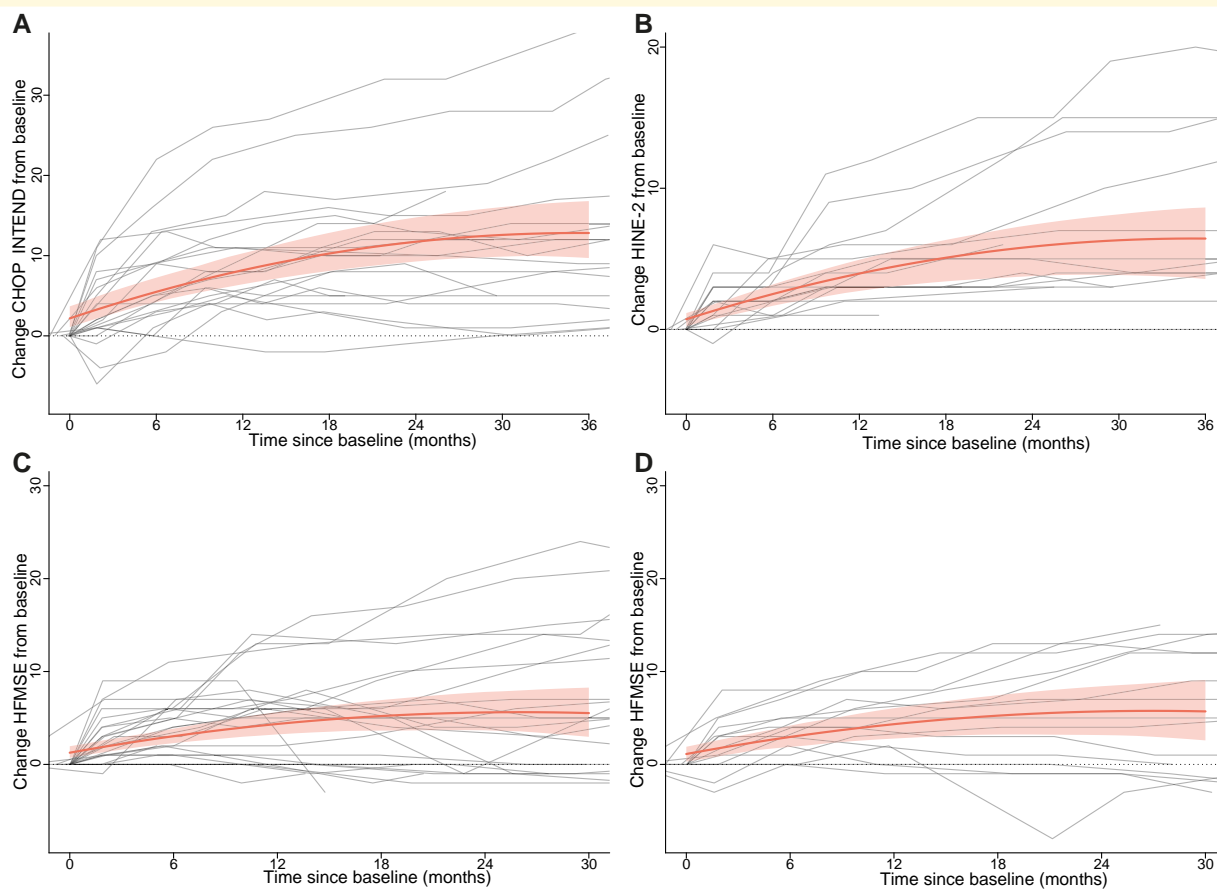 A
Change CHOP INTEND from baseline
30
20
10
0
0 6 12 18 24 30 36
Time since baseline (months)
B
Change HINE-2 from baseline
20
10
0
0 6 12 18 24 30 36
Time since baseline (months)
C
Change HFMSE from baseline
30
20
10
0
0 6 12 18 24 30
Time since baseline (months)
D
Change HFMSE from baseline
30
20
10
0
0 6 12 18 24 30
Time since baseline (months)